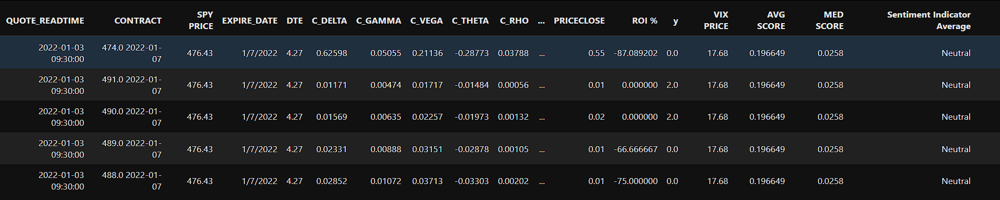 QUOTE_READTIME CONTRACT SPY PRICE EXPIRE_DATE DTE C_DELTA C_GAMMA C_VEGA C_THETA C_RHO ... PRICECLOSE ROI % y VIX PRICE AVG SCORE MED SCORE Sentiment Indicator Average
2022-01-03 09:30:00 474.0 2022-01-07 476.43 1/7/2022 4.27 0.62598 0.05055 0.21136 -0.28773 0.03788 ... 0.55 -87.089202 0.0 17.68 0.196649 0.0258 Neutral
2022-01-03 09:30:00 491.0 2022-01-07 476.43 1/7/2022 4.27 0.01171 0.00474 0.01717 -0.01484 0.00056 ... 0.01 0.000000 2.0 17.68 0.196649 0.0258 Neutral
2022-01-03 09:30:00 490.0 2022-01-07 476.43 1/7/2022 4.27 0.01569 0.00635 0.02257 -0.01973 0.00132 ... 0.02 0.000000 2.0 17.68 0.196649 0.0258 Neutral
2022-01-03 09:30:00 489.0 2022-01-07 476.43 1/7/2022 4.27 0.02331 0.00888 0.03151 -0.02878 0.00105 ... 0.01 -66.666667 0.0 17.68 0.196649 0.0258 Neutral
2022-01-03 09:30:00 488.0 2022-01-07 476.43 1/7/2022 4.27 0.02852 0.01072 0.03713 -0.03303 0.00202 ... 0.01 -75.000000 0.0 17.68 0.196649 0.0258 Neutral